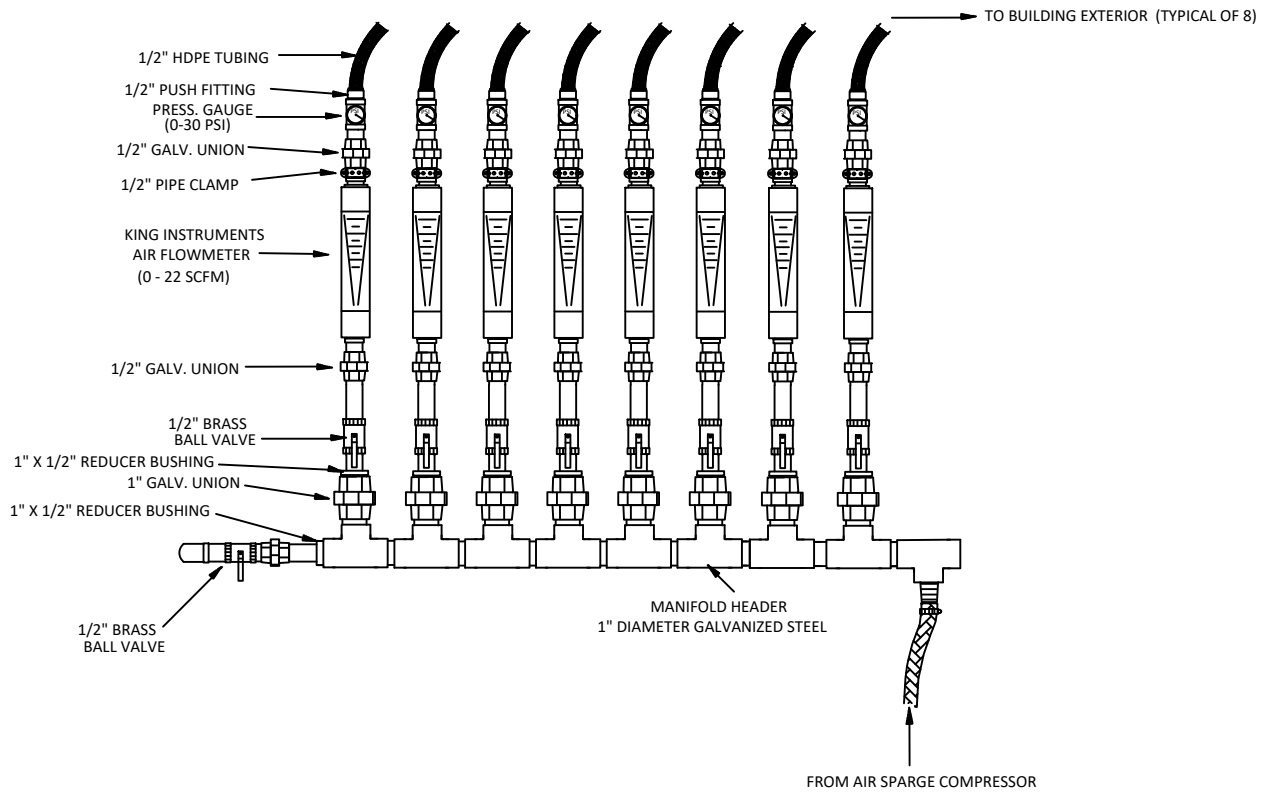 TO BUILDING EXTERIOR (TYPICAL OF 8)
1/2" HDPE TUBING
1/2" PUSH FITTING
PRESS. GAUGE
(0-30 PSI)
1/2" GALV. UNION
1/2" PIPE CLAMP
KING INSTRUMENTS
AIR FLOWMETER
(0 - 22 SCFM)
1/2" GALV. UNION
1/2" BRASS
BALL VALVE
1" X 1/2" REDUCER BUSHING
1" GALV. UNION
1" X 1/2" REDUCER BUSHING
1/2" BRASS
BALL VALVE
MANIFOLD HEADER
1" DIAMETER GALVANIZED STEEL
FROM AIR SPARGE COMPRESSOR